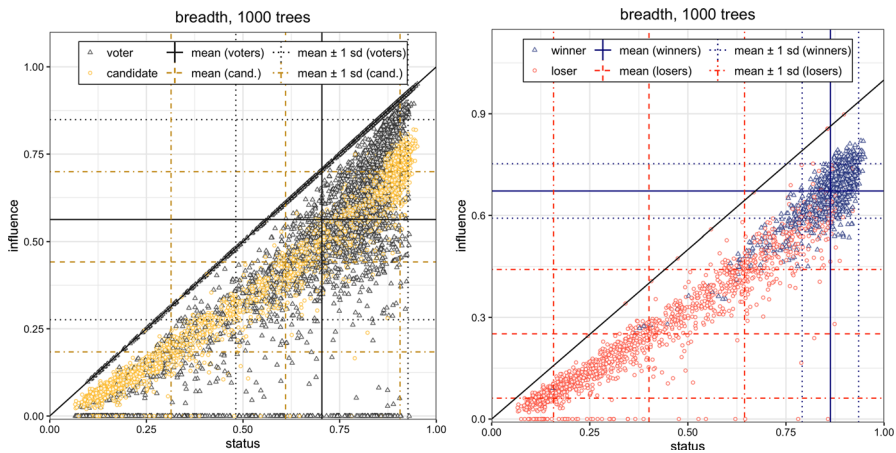 breadth, 1000 trees
voter mean (voters) mean ± 1 sd (voters)
candidate mean (cand.) mean ± 1 sd (cand.)
influence
1.00
0.75
0.50
0.25
0.00
0.00 0.25 0.50 0.75 1.00
status
breadth, 1000 trees
winner mean (winners) mean ± 1 sd (winners)
loser mean (losers) mean ± 1 sd (losers)
influence
0.9
0.6
0.3
0.0
0.00 0.25 0.50 0.75 1.00
status